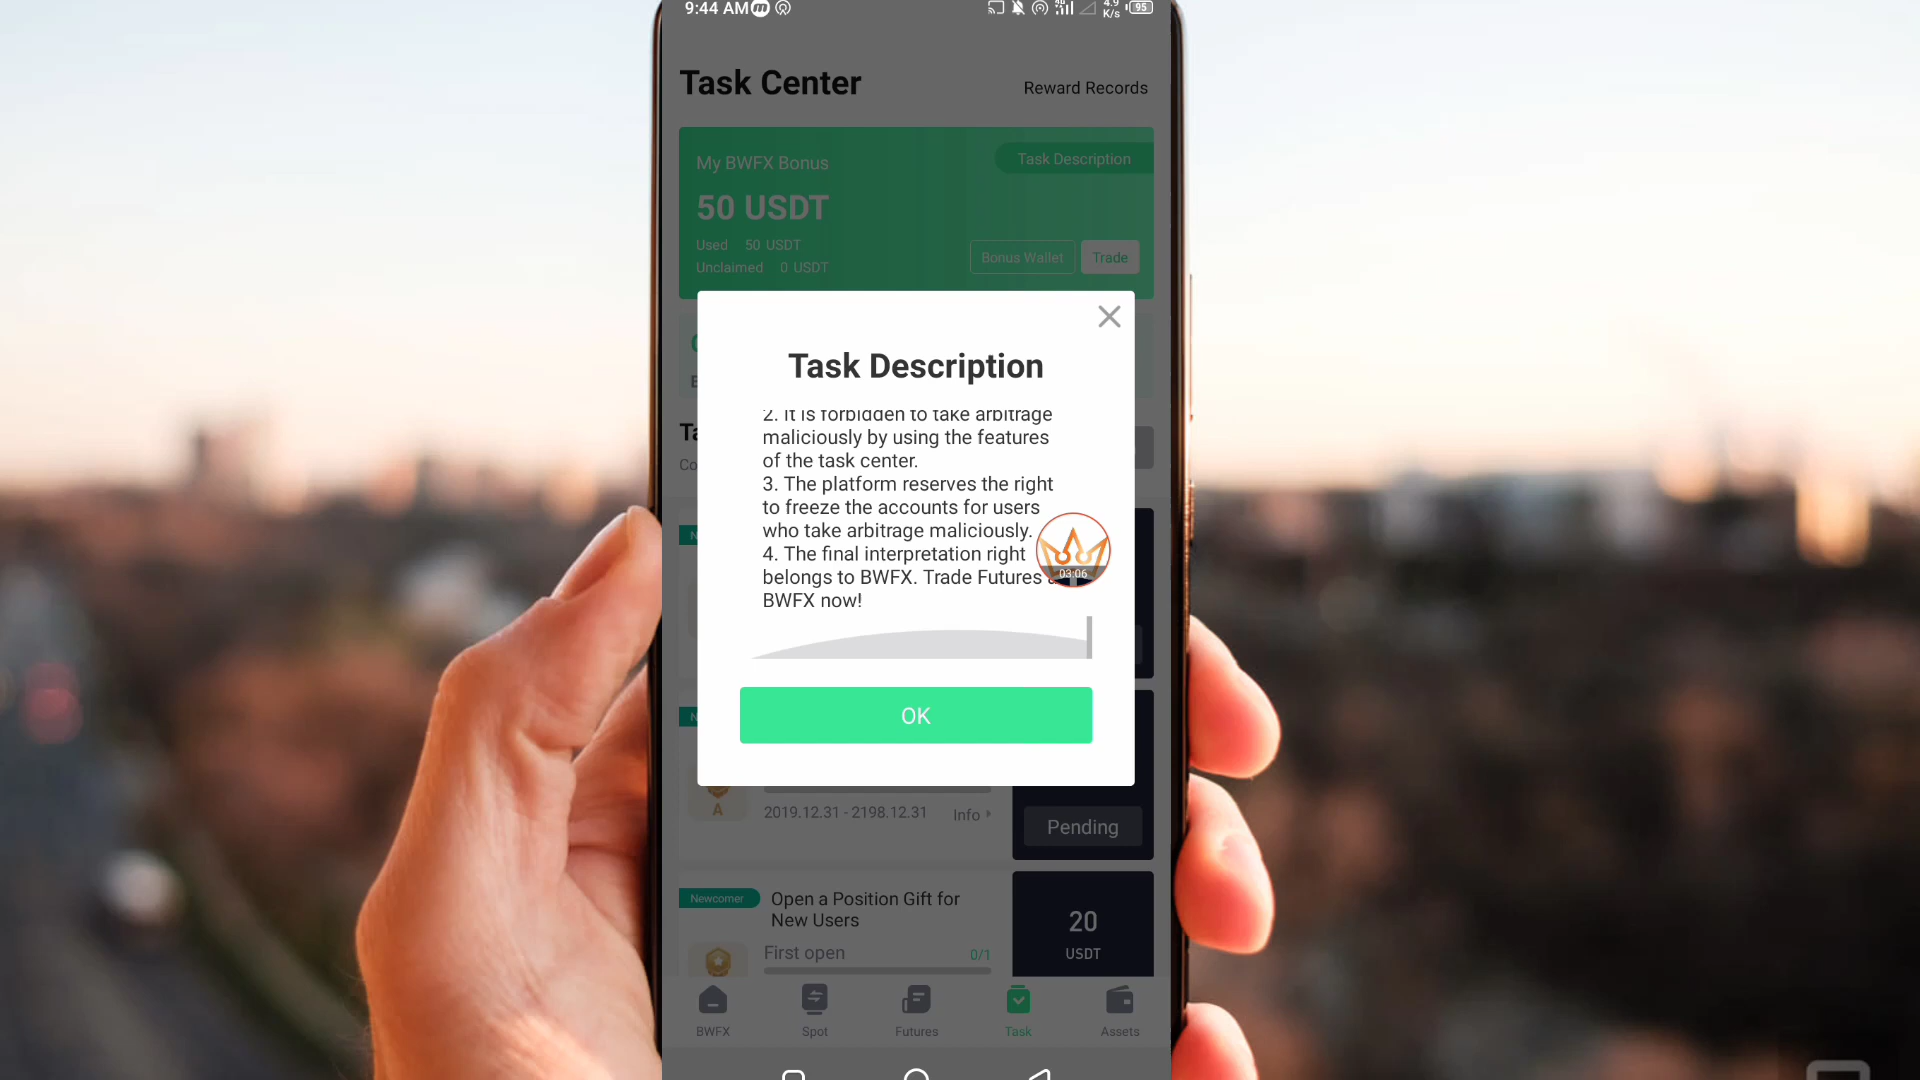 9:44 AM
4.9
K/s
95
Task Center
Reward Records
My BWFX Bonus
Task Description
50 USDT
Used 50 USDT
Unclaimed 0 USDT
Bonus Wallet
Trade
Task Description
2. It is forbidden to take arbitrage
maliciously by using the features
of the task center.
3. The platform reserves the right
to freeze the accounts for users
who take arbitrage maliciously.
4. The final interpretation right
belongs to BWFX. Trade Futures
BWFX now!
03:06
OK
A
2019.12.31 - 2198.12.31
Info
Pending
Newcomer
Open a Position Gift for
New Users
First open
0/1
20
USDT
BWFX
Spot
Futures
Task
Assets